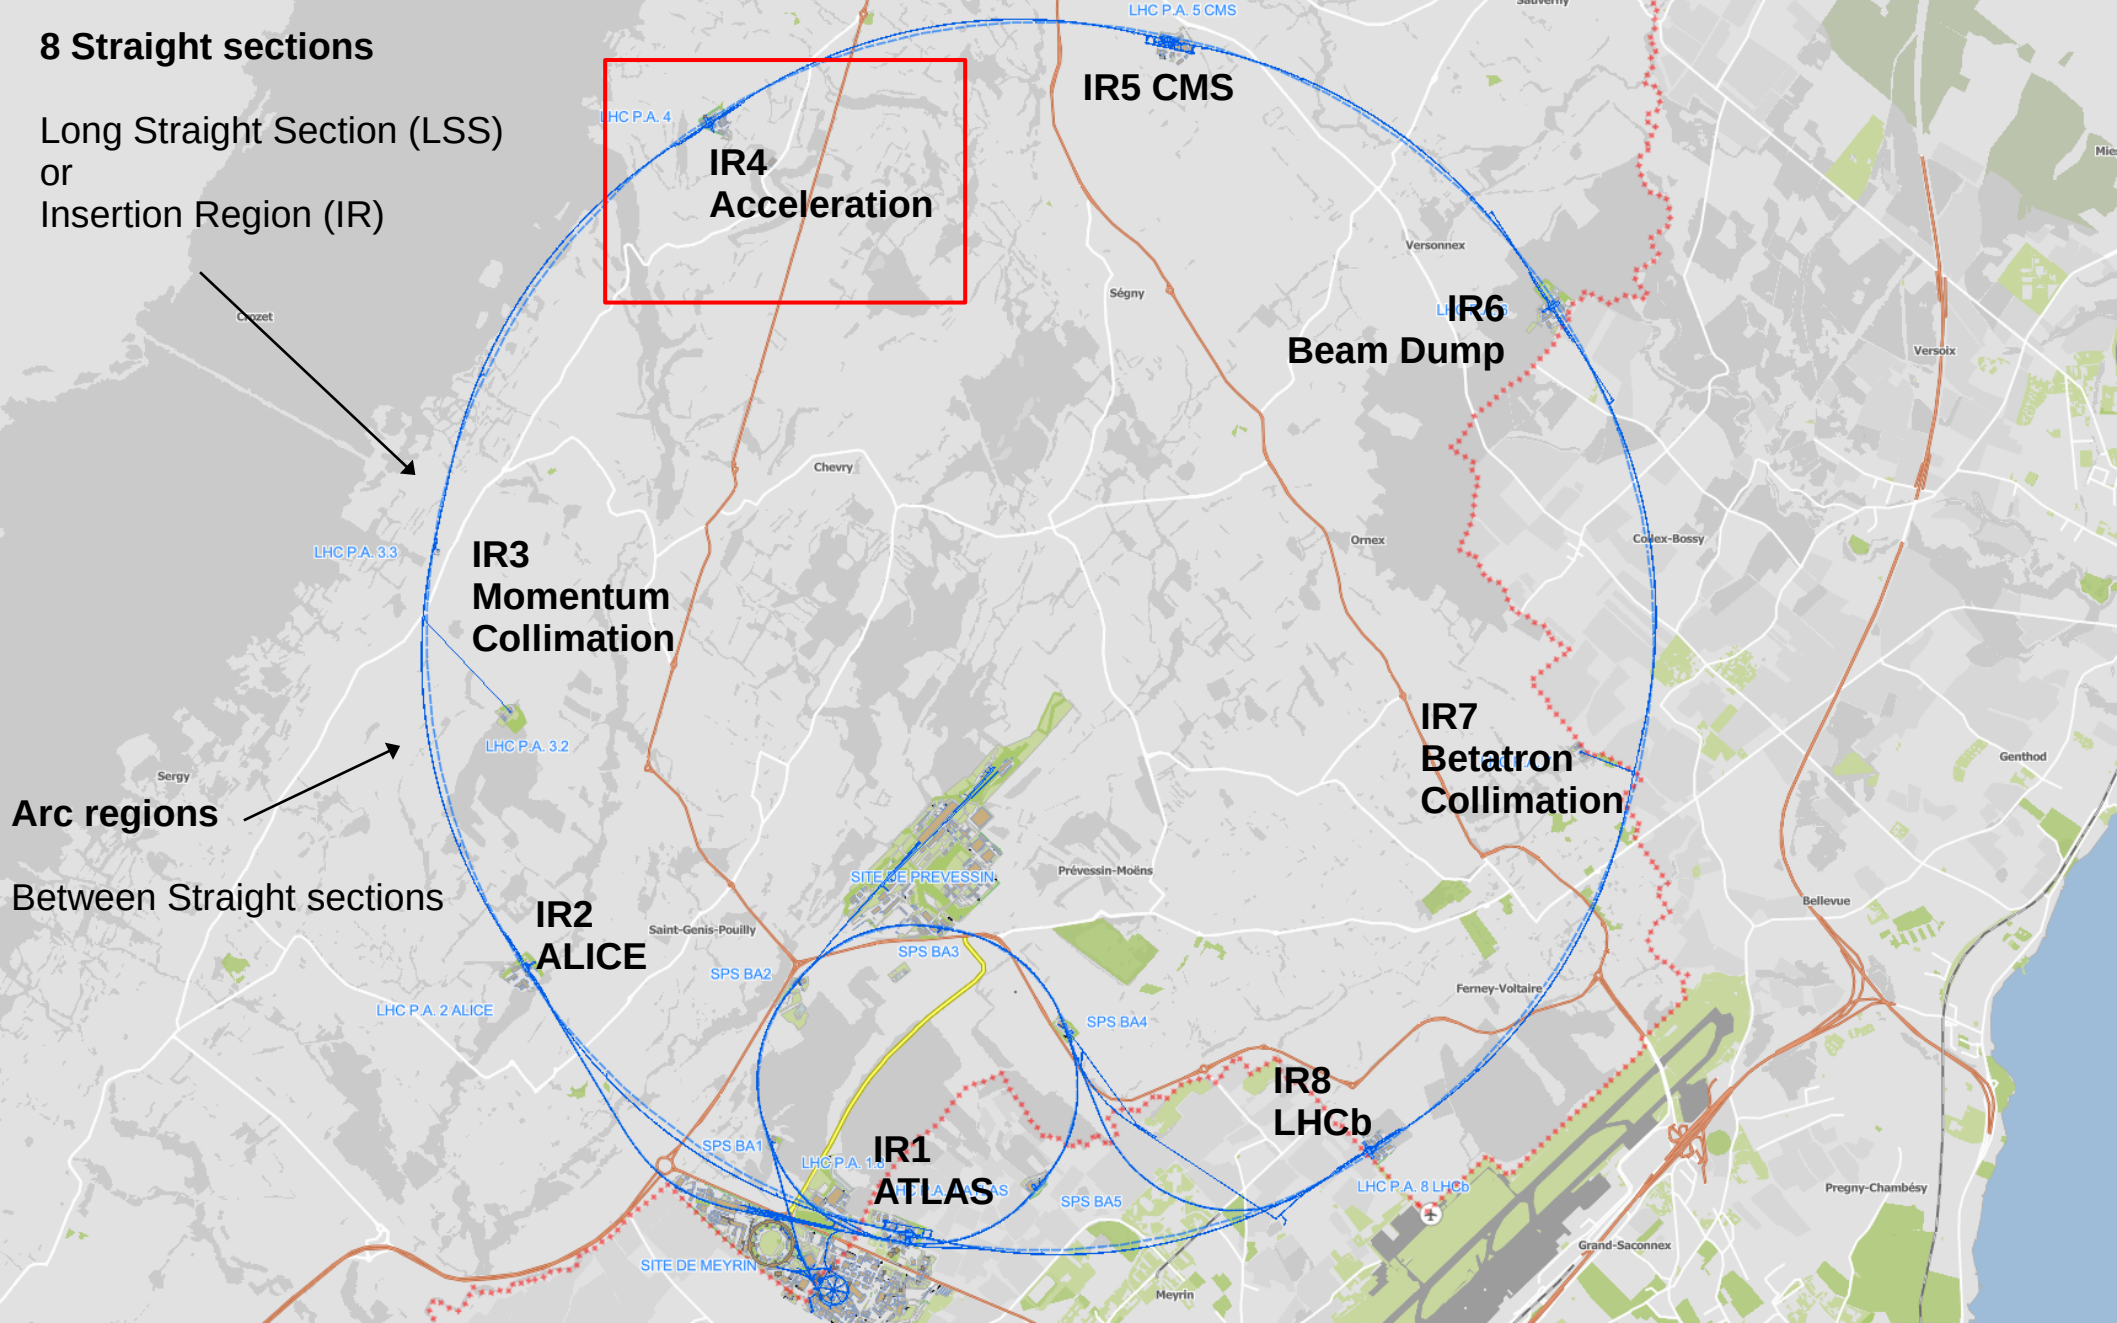 8 Straight sections
Long Straight Section (LSS)
or
Insertion Region (IR)
LHC P.A. 5 CMS
IR5 CMS
LHC P.A. 4
IR4
Acceleration
Crozet
Ségny
Versonnex
IR6
Beam Dump
Versoix
Chevry
LHC P.A. 3.3
IR3
Momentum
Collimation
Ornex
Collex-Bossy
LHC P.A. 3.2
IR7
Betatron
Collimation
Genthod
Sergy
Arc regions
Between Straight sections
SITE DE PREVESSIN
Prévessin-Moëns
Bellevue
IR2
ALICE
Saint-Genis-Pouilly
SPS BA3
SPS BA2
LHC P.A. 2 ALICE
Ferney-Voltaire
SPS BA4
IR8
LHCb
SPS BA1
LHC P.A. 1.8
IR1
ATLAS
SPS BA5
LHC P.A. 8 LHCb
Pregny-Chambésy
SITE DE MEYRIN
Grand-Saconnex
Meyrin